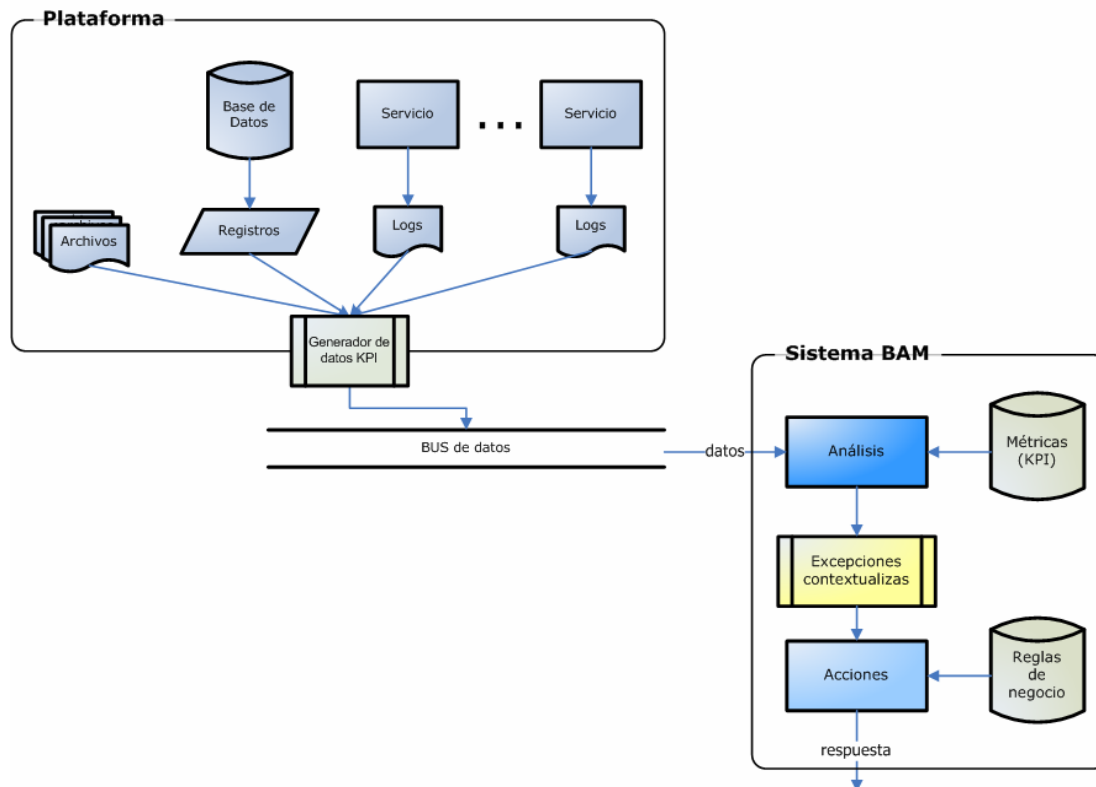 Plataforma
Base de
Datos
Servicio
...
Servicio
Archivos
Registros
Logs
Logs
Generador de
datos KPI
BUS de datos
datos
Sistema BAM
Análisis
Métricas
(KPI)
Excepciones
contextualizas
Acciones
Reglas
de
negocio
respuesta